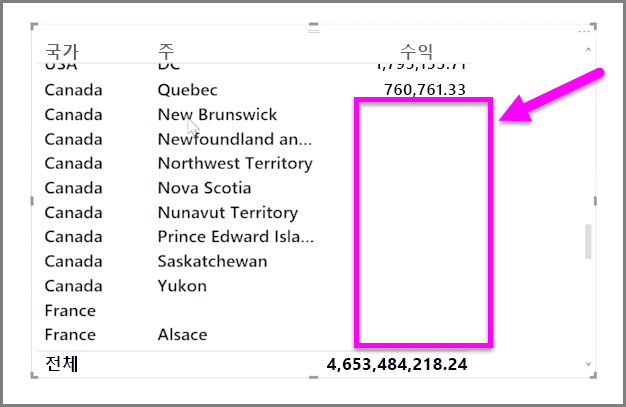 국가 주 수익
USA DC
Canada Quebec 760,761.33
Canada New Brunswick
Canada Newfoundland an...
Canada Northwest Territory
Canada Nova Scotia
Canada Nunavut Territory
Canada Prince Edward Isla...
Canada Saskatchewan
Canada Yukon
France
France Alsace
전체 4,653,484,218.24